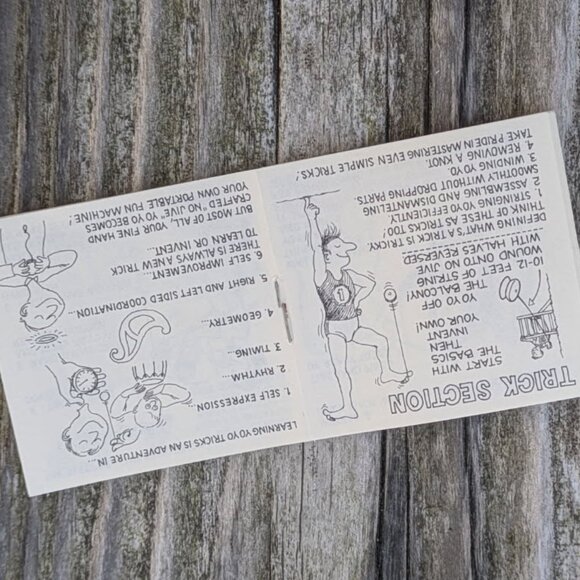 TRICK SECTION
START WITH
THE BASICS
THEN
INVENT
YOUR OWN!
YO YO OFF
THE BALCONY!
10-12 FEET OF STRING
WOUND ONTO NO JIVE
WITH HALVES REVERSED
1
DEFINING WHAT'S A TRICK IS TRICKY.
THINK OF THESE AS TRICKS TOO!
1. STRINGING YOYO EFFICIENTLY.
2. ASSEMBLING AND DISMANTELING
SMOOTHLY WITHOUT DROPPING PARTS.
3. WINDING YO YO.
4. REMOVING A KNOT.
TAKE PRIDE IN MASTERING EVEN SIMPLE TRICKS!
LEARNING YO YO TRICKS IS AN ADVENTURE IN...
1. SELF EXPRESSION...
2. RHYTHM...
3. TIMING...
4. GEOMETRY...
5. RIGHT AND LEFT SIDED COORDINATION...
6. SELF IMPROVEMENT...
THERE IS ALWAYS A NEW TRICK
TO LEARN OR INVENT...
BUT MOST OF ALL, YOUR FINE HAND
CRAFTED "NO JIVE" YO YO BECOMES
YOUR OWN PORTABLE FUN MACHINE!